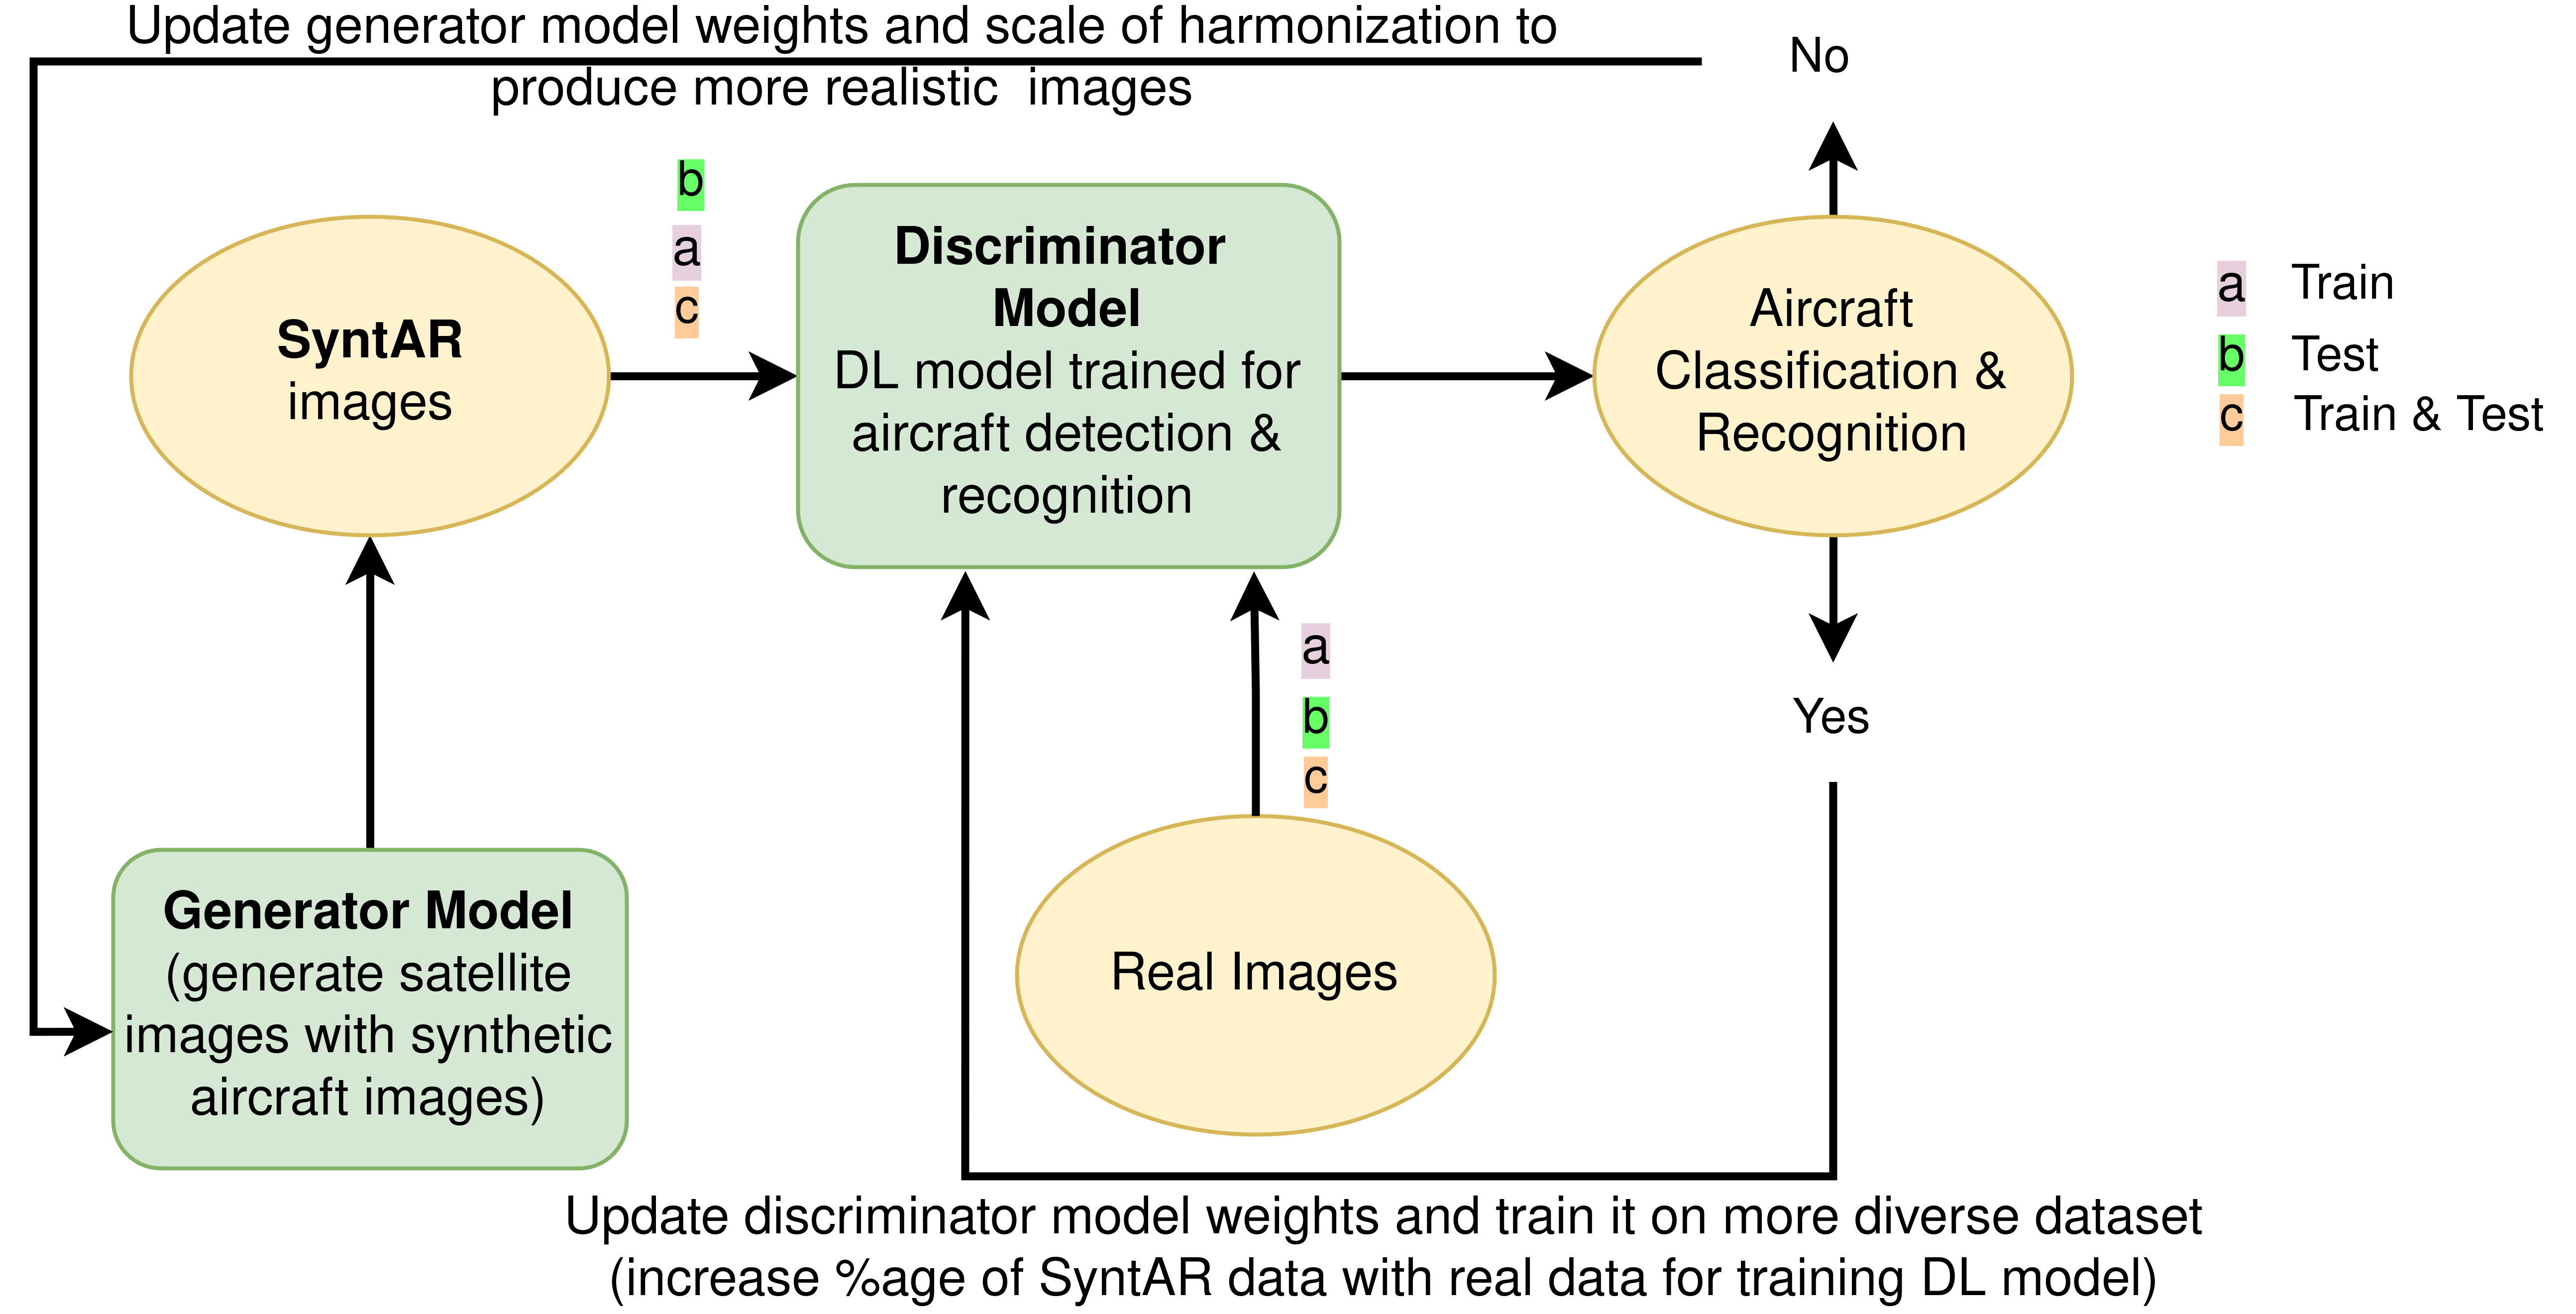 Update generator model weights and scale of harmonization to
produce more realistic  images
No
b
a
c
SyntAR
images
Discriminator
Model
DL model trained for
aircraft detection &
recognition
Aircraft
Classification &
Recognition
a Train
b Test
c Train & Test
a
b
c
Yes
Generator Model
(generate satellite
images with synthetic
aircraft images)
Real Images
Update discriminator model weights and train it on more diverse dataset
(increase %age of SyntAR data with real data for training DL model)